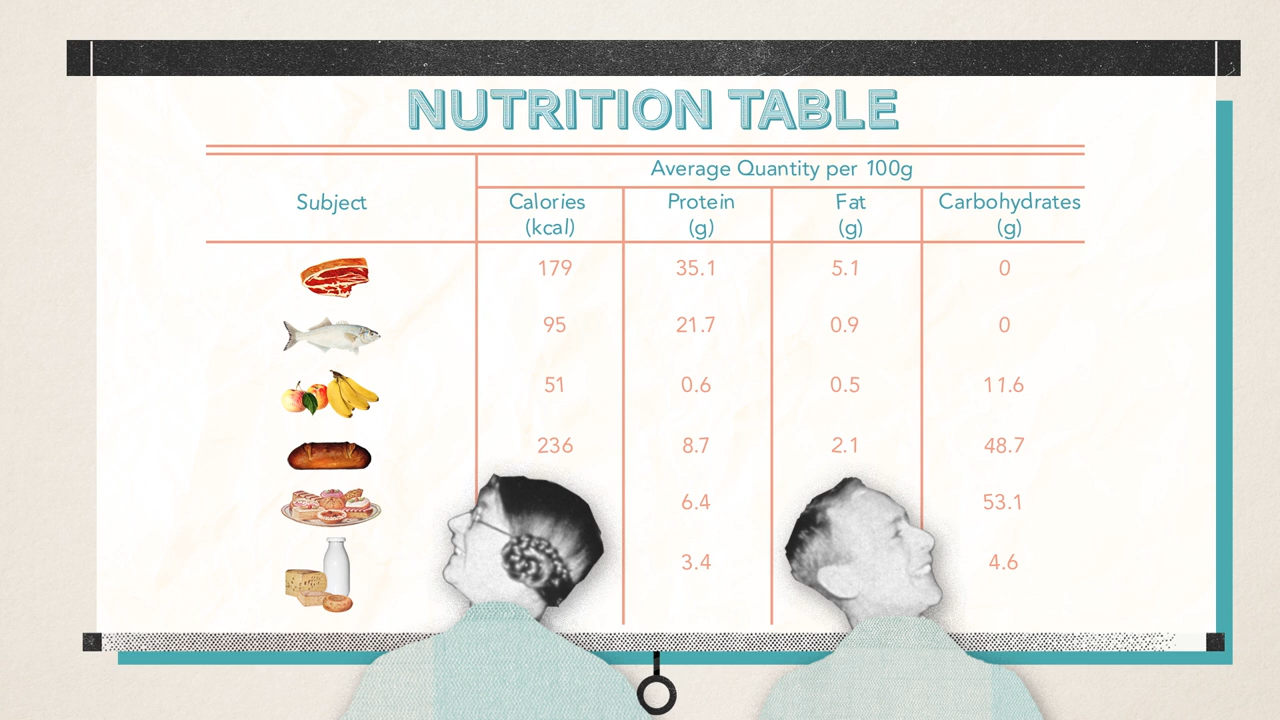 NUTRITION TABLE
Average Quantity per 100g
Subject
Calories (kcal)
Protein (g)
Fat (g)
Carbohydrates (g)
179 35.1 5.1 0
95 21.7 0.9 0
51 0.6 0.5 11.6
236 8.7 2.1 48.7
6.4 53.1
3.4 4.6